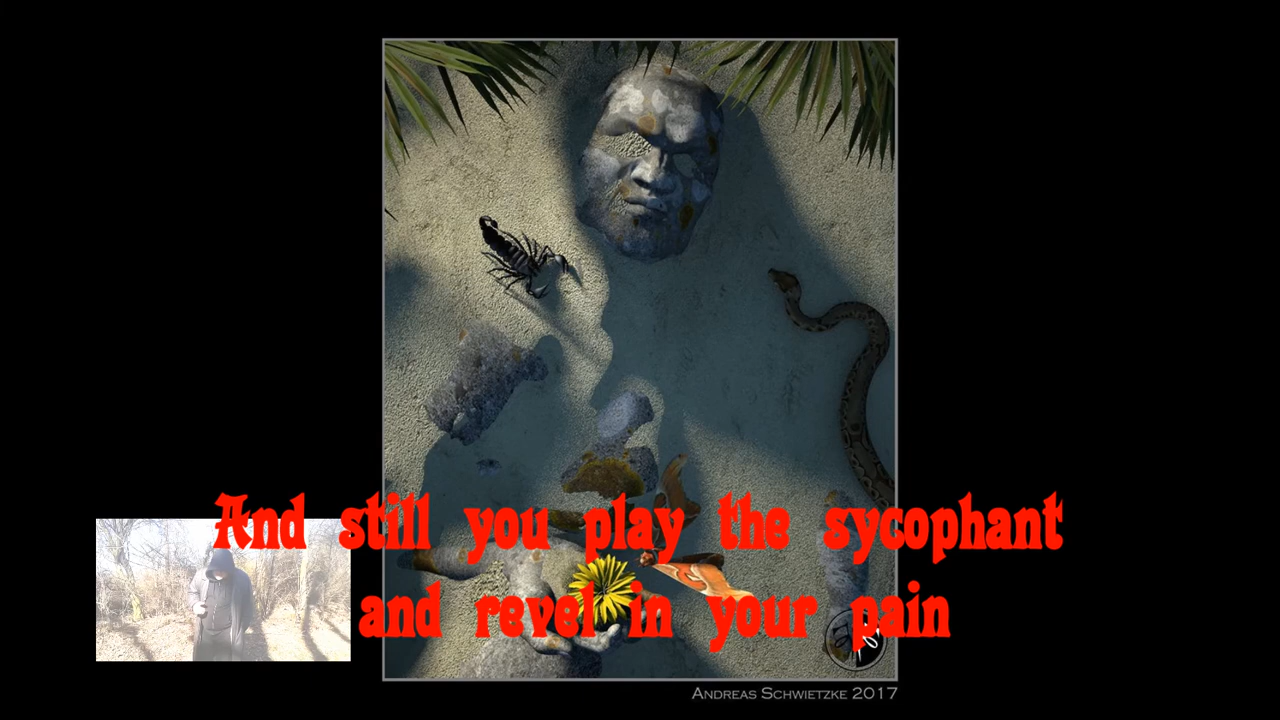 And still you play the sycophant
and revel in your pain
Andreas Schwietzke 2017